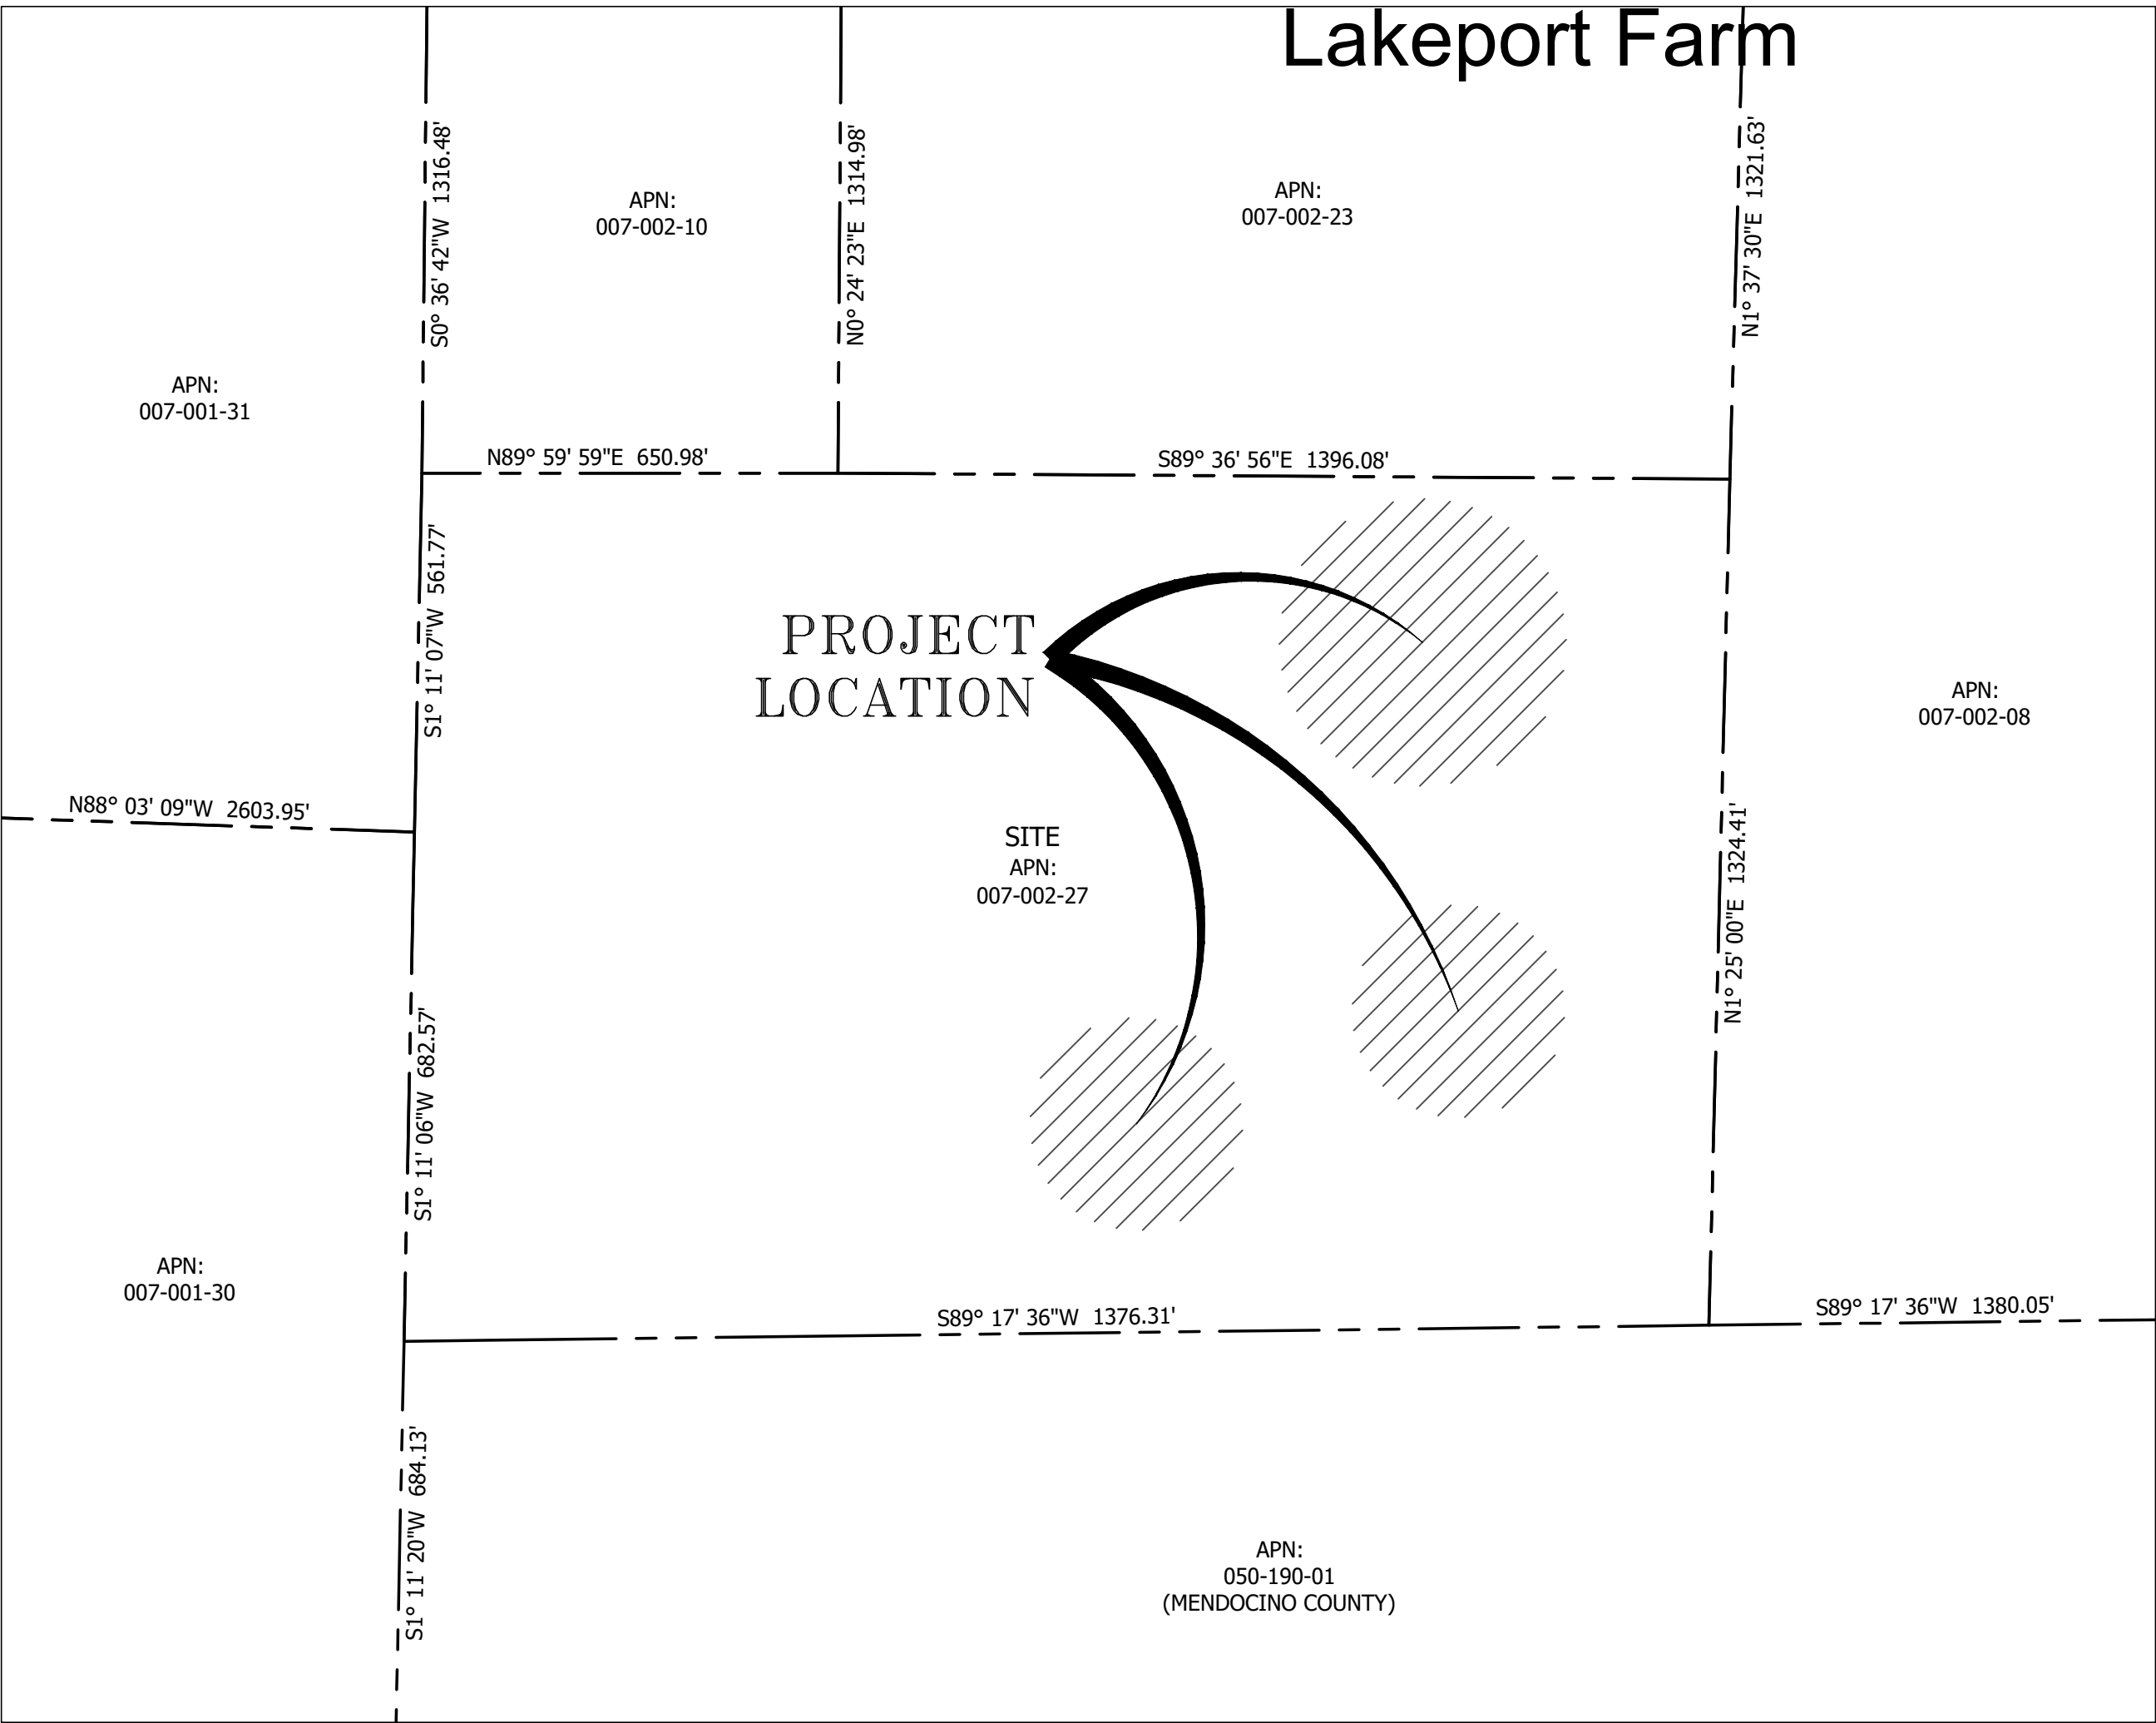 Lakeport Farm
S0° 36' 42"W 1316.48'
N0° 24' 23"E 1314.98'
N1° 37' 30"E 1321.63'
APN:
007-002-10
APN:
007-002-23
APN:
007-001-31
N89° 59' 59"E 650.98'
S89° 36' 56"E 1396.08'
S1° 11' 07"W 561.77'
PROJECT
LOCATION
APN:
007-002-08
N88° 03' 09"W 2603.95'
SITE
APN:
007-002-27
N1° 25' 00"E 1324.41'
S1° 11' 06"W 682.57'
APN:
007-001-30
S89° 17' 36"W 1376.31'
S89° 17' 36"W 1380.05'
S1° 11' 20"W 684.13'
APN:
050-190-01
(MENDOCINO COUNTY)